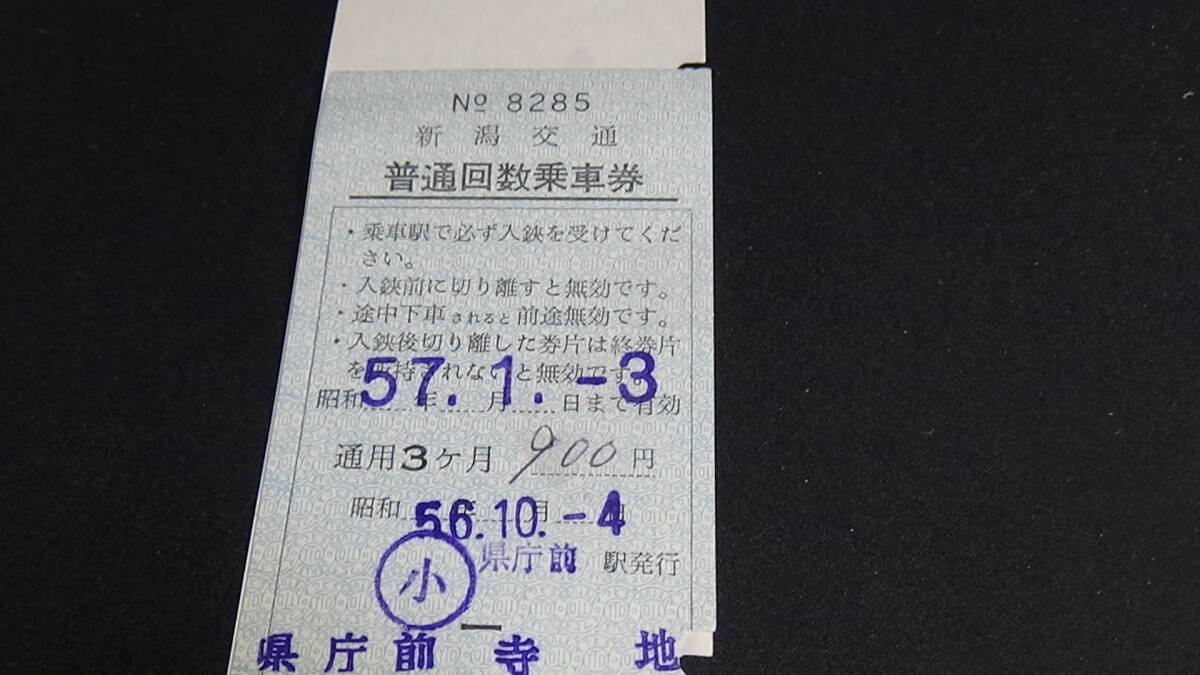 No 8285
新潟交通
普通回数乗車券
・乗車駅で必ず入鋏を受けてくだ
さい。
・入鋏前に切り離すと無効です。
・途中下車されると前途無効です。
・入鋏後切り離した券片は終券片
を所持されないと無効です。
57.1.-3
昭和 年 月 日まで有効
通用3ケ月 900円
昭和 56.10.-4
小 県庁前 駅発行
県庁前 寺地